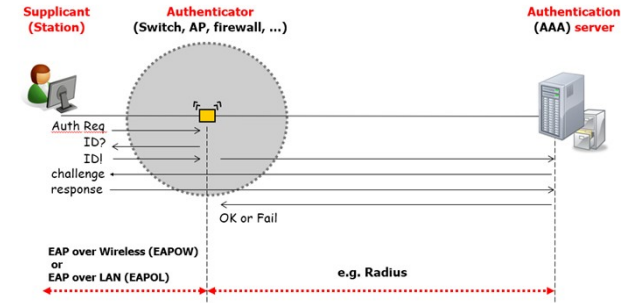 Supplicant
(Station)
Authenticator
(Switch, AP, firewall, ...)
Authentication
(AAA) server
Auth Req
ID?
ID!
challenge
response
OK or Fail
EAP over Wireless (EAPOW)
or
EAP over LAN (EAPOL)
e.g. Radius